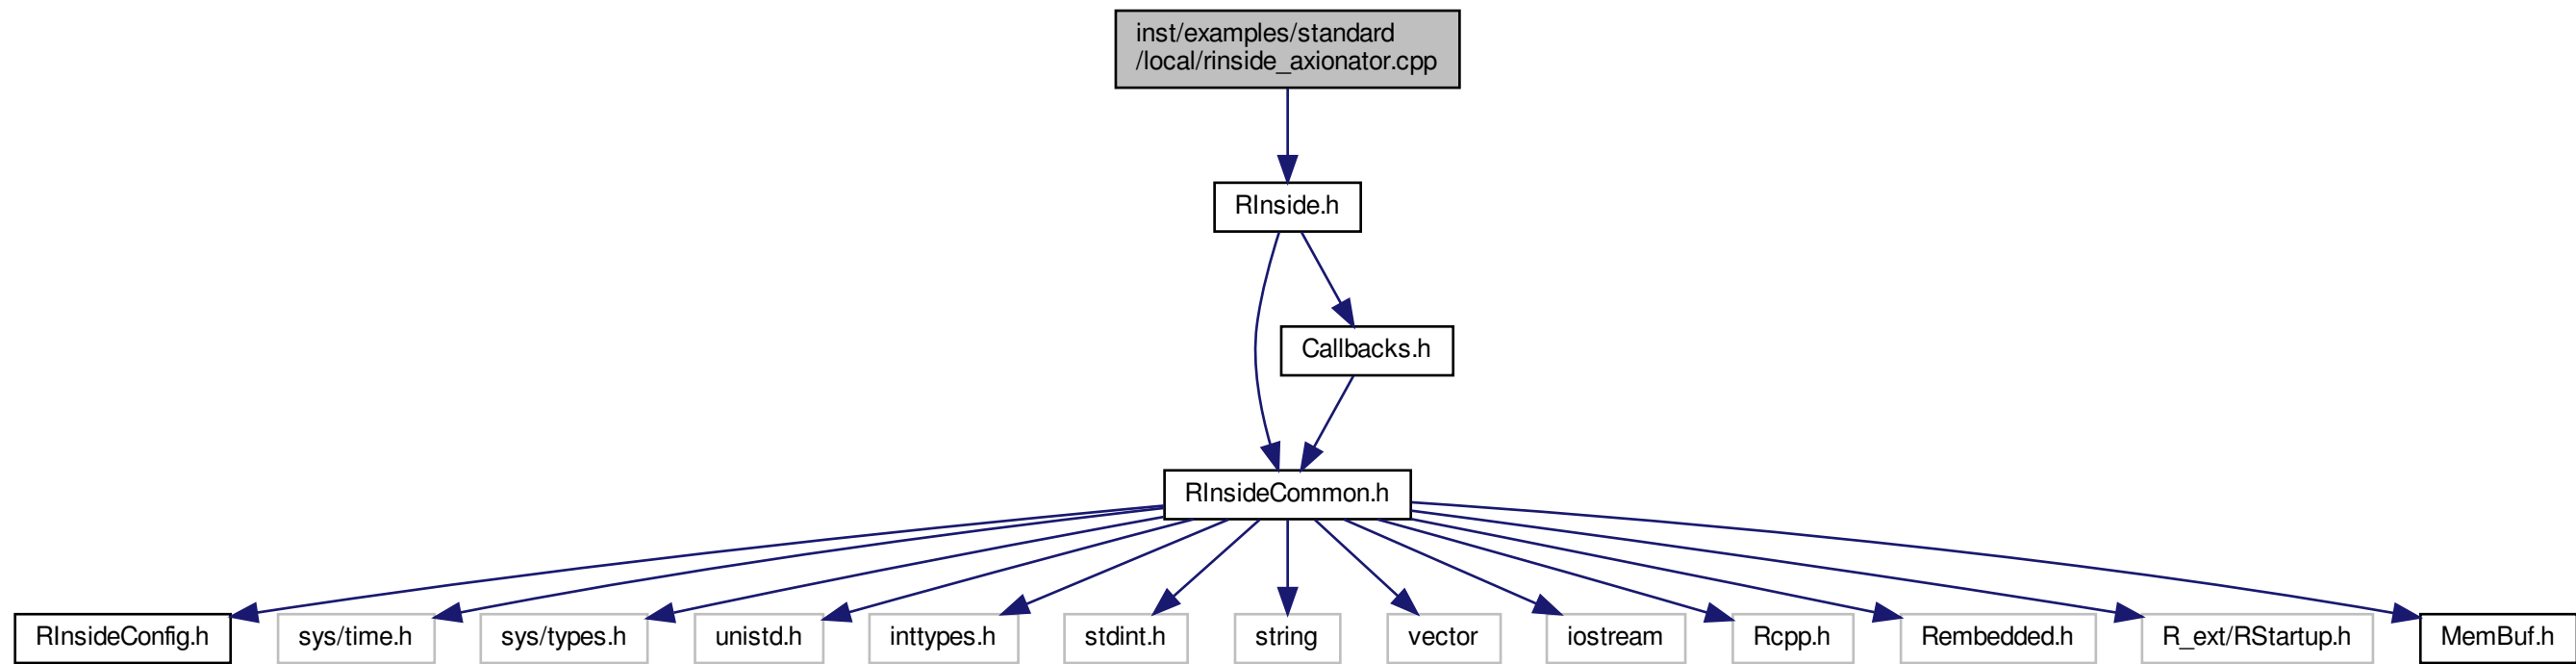 inst/examples/standard
/local/rinside_axionator.cpp
RInside.h
Callbacks.h
RInsideCommon.h
RInsideConfig.h
sys/time.h
sys/types.h
unistd.h
inttypes.h
stdint.h
string
vector
iostream
Rcpp.h
Rembedded.h
R_ext/RStartup.h
MemBuf.h